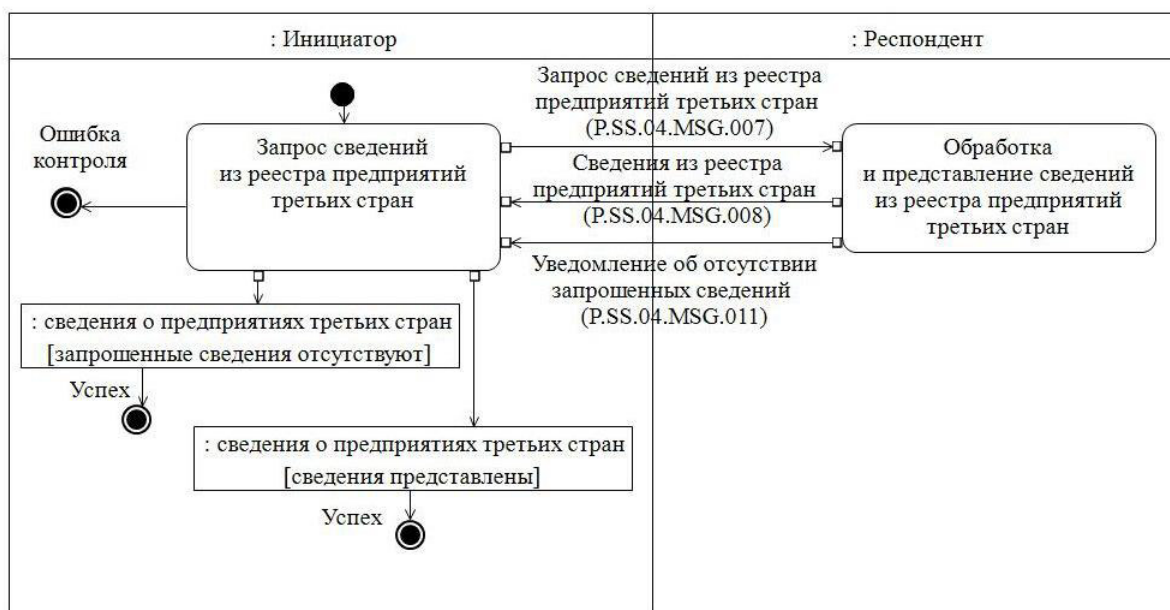 : Инициатор
: Респондент
Запрос сведений из реестра
предприятий третьих стран
(P.SS.04.MSG.007)
Ошибка
контроля
Запрос сведений
из реестра предприятий
третьих стран
Сведения из реестра
предприятий третьих стран
(P.SS.04.MSG.008)
Обработка
и представление сведений
из реестра предприятий
третьих стран
Уведомление об отсутствии
запрошенных сведений
(P.SS.04.MSG.011)
: сведения о предприятиях третьих стран
[запрошенные сведения отсутствуют]
Успех
: сведения о предприятиях третьих стран
[сведения представлены]
Успех